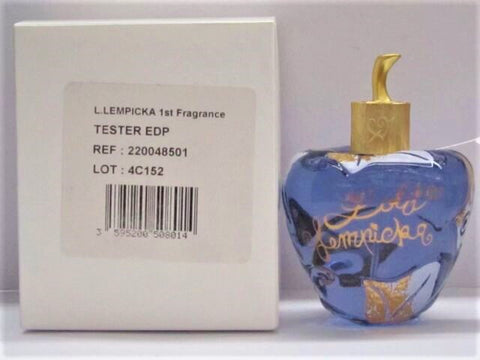 L.LEMPICKA 1st Fragrance
TESTER EDP
REF : 220048501
LOT : 4C152
3 595200 508014
Lolita
Lempicka